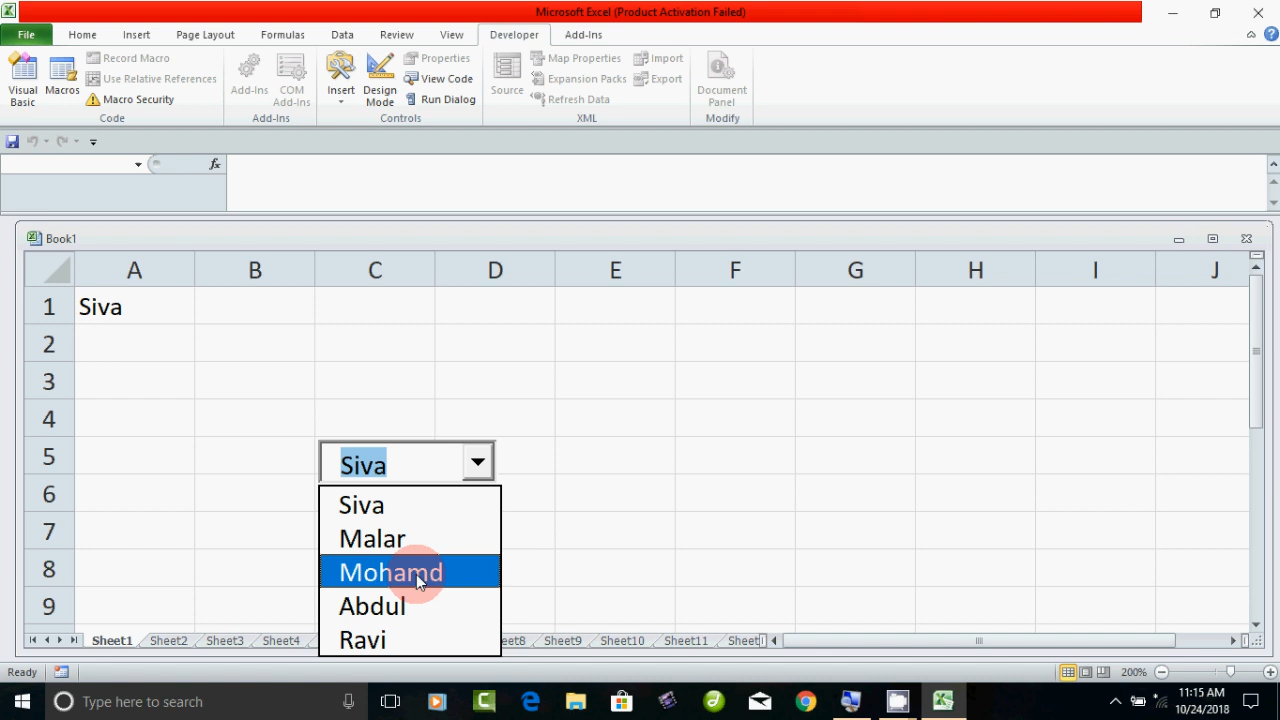 Microsoft Excel (Product Activation Failed)
File Home Insert Page Layout Formulas Data Review View Developer Add-Ins
Visual Basic
Macros
Record Macro
Use Relative References
Macro Security
Code
Add-Ins
COM Add-Ins
Add-Ins
Insert
Design Mode
Properties
View Code
Run Dialog
Controls
Source
Map Properties
Expansion Packs
Refresh Data
Import
Export
XML
Document Panel
Modify
fx
Book1
A B C D E F G H I J
1 Siva
2
3
4
5
Siva
6
7
8
9
Siva
Malar
Mohamd
Abdul
Ravi
Sheet1 Sheet2 Sheet3 Sheet4 Sheet9 Sheet10 Sheet11
Ready
200%
Type here to search
11:15 AM
10/24/2018